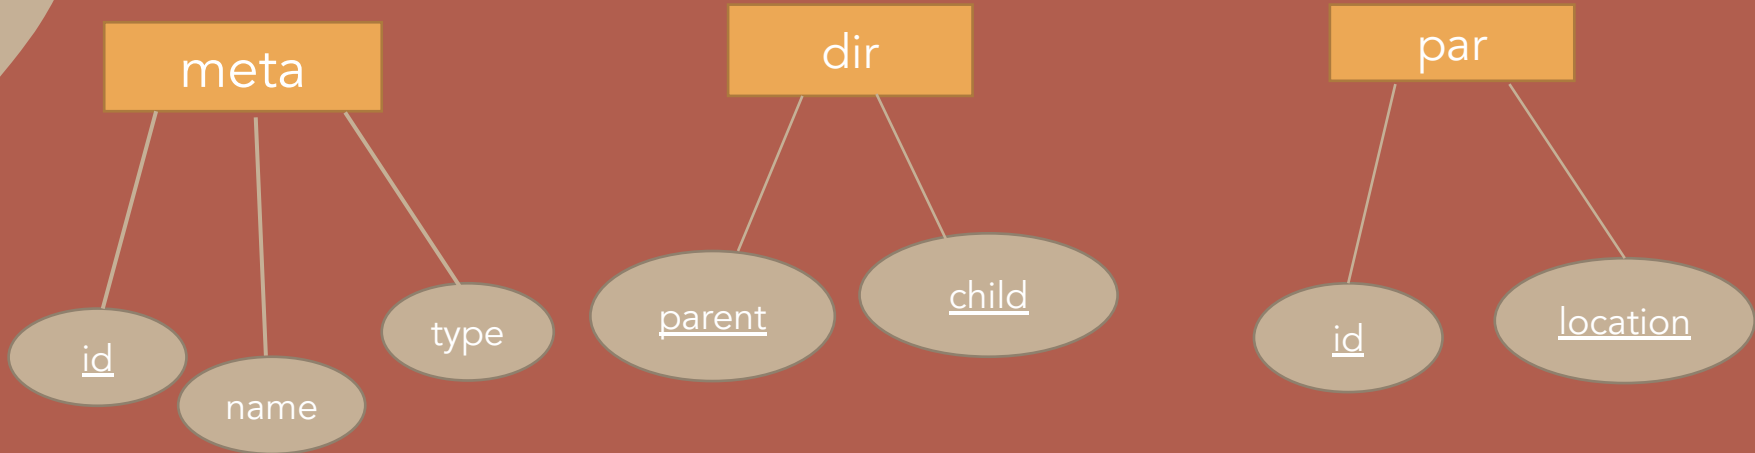 meta
dir
par
id
name
type
parent
child
id
location